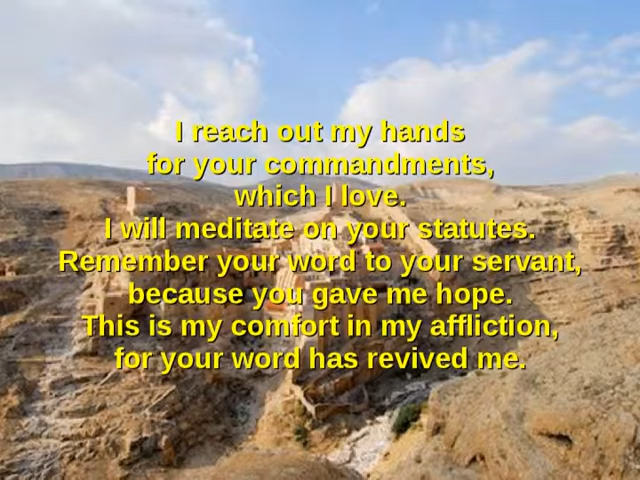 I reach out my hands
for your commandments,
which I love.
I will meditate on your statutes.
Remember your word to your servant,
because you gave me hope.
This is my comfort in my affliction,
for your word has revived me.